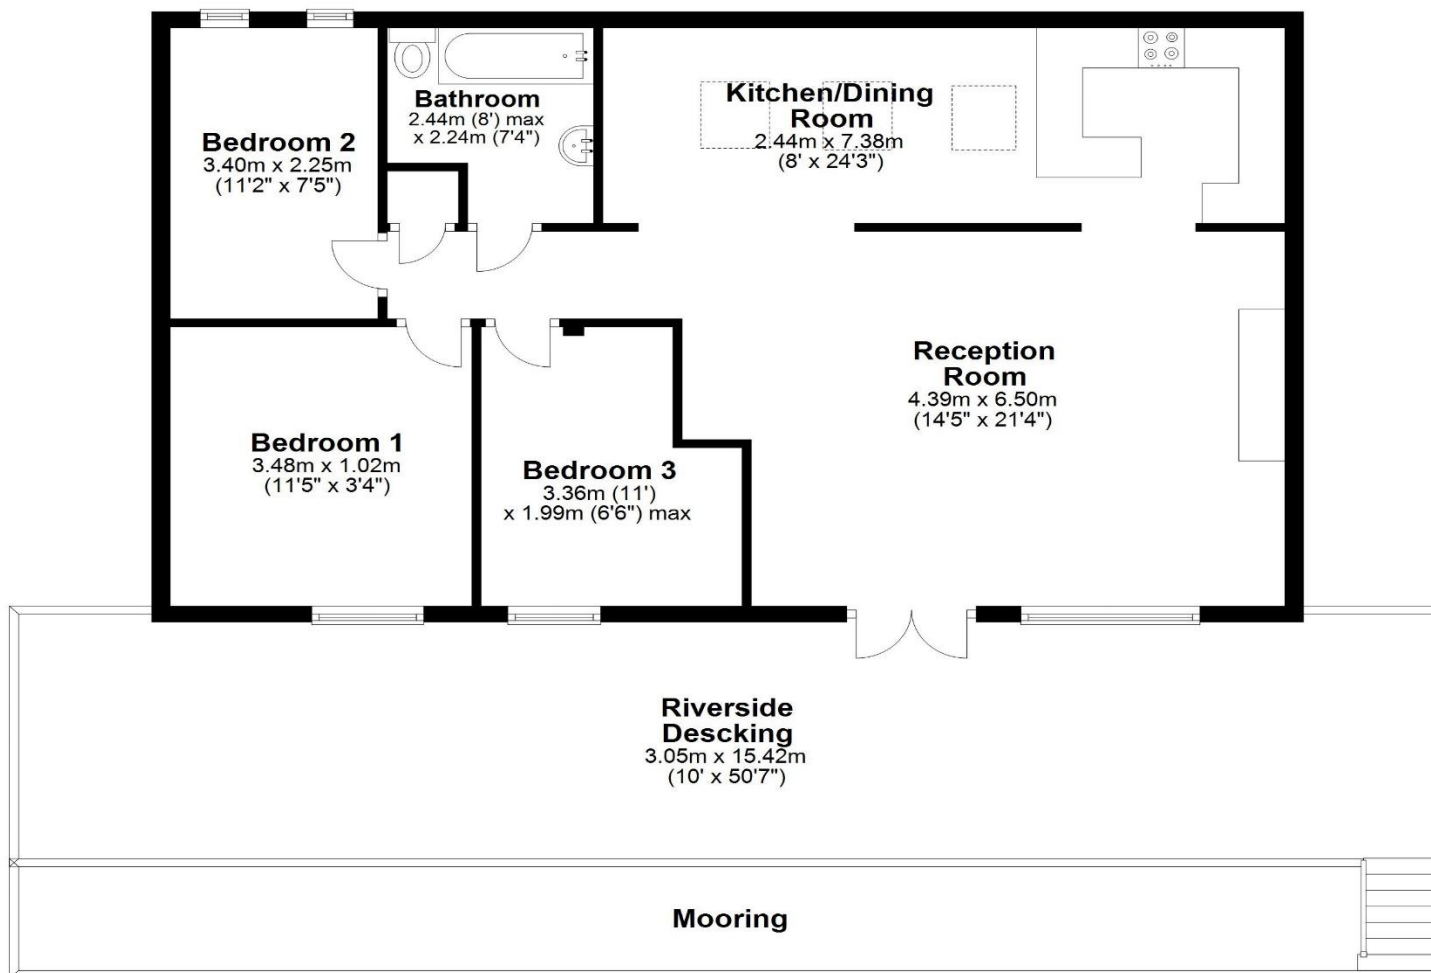 Bedroom 2
3.40m x 2.25m
(11'2" x 7'5")
Bathroom
2.44m (8') max
x 2.24m (7'4")
Kitchen/Dining
Room
2.44m x 7.38m
(8' x 24'3")
Bedroom 1
3.48m x 1.02m
(11'5" x 3'4")
Bedroom 3
3.36m (11')
x 1.99m (6'6") max
Reception
Room
4.39m x 6.50m
(14'5" x 21'4")
Riverside
Descking
3.05m x 15.42m
(10' x 50'7")
Mooring